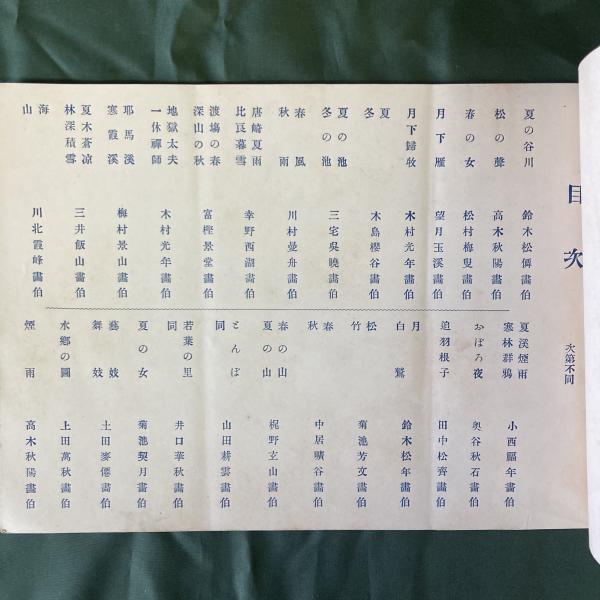 目次
次第不同
夏の谷川
鈴木松僊畫伯
松の聲
高木秋陽畫伯
春の女
松村梅叟畫伯
月下雁
望月玉溪畫伯
月下歸牧
木村光年畫伯
夏
冬
木島櫻谷畫伯
夏の池
冬の池
三宅吳曉畫伯
春風
秋雨
川村曼舟畫伯
唐崎夏雨
比良暮雪
幸野西湖畫伯
渡場の春
深山の秋
富樫景堂畫伯
地獄太夫
一休禪師
木村光年畫伯
耶馬溪
寒霞溪
梅村景山畫伯
夏木蒼凉
林深積雪
三井飯山畫伯
海
山
川北霞峰畫伯
夏溪煙雨
寒林群鴉
小西福年畫伯
おぼろ夜
奥谷秋石畫伯
追羽根子
田中松齊畫伯
月
白鷺
鈴木松年畫伯
松
竹
菊池芳文畫伯
春
秋
中居曠谷畫伯
春の山
夏の山
梶野玄山畫伯
とんぼ
同
山田耕雲畫伯
若葉の里
同
井口華秋畫伯
夏の女
菊池契月畫伯
藝妓
舞妓
土田麥僊畫伯
水鄕の圖
上田萬秋畫伯
煙雨
高木秋陽畫伯